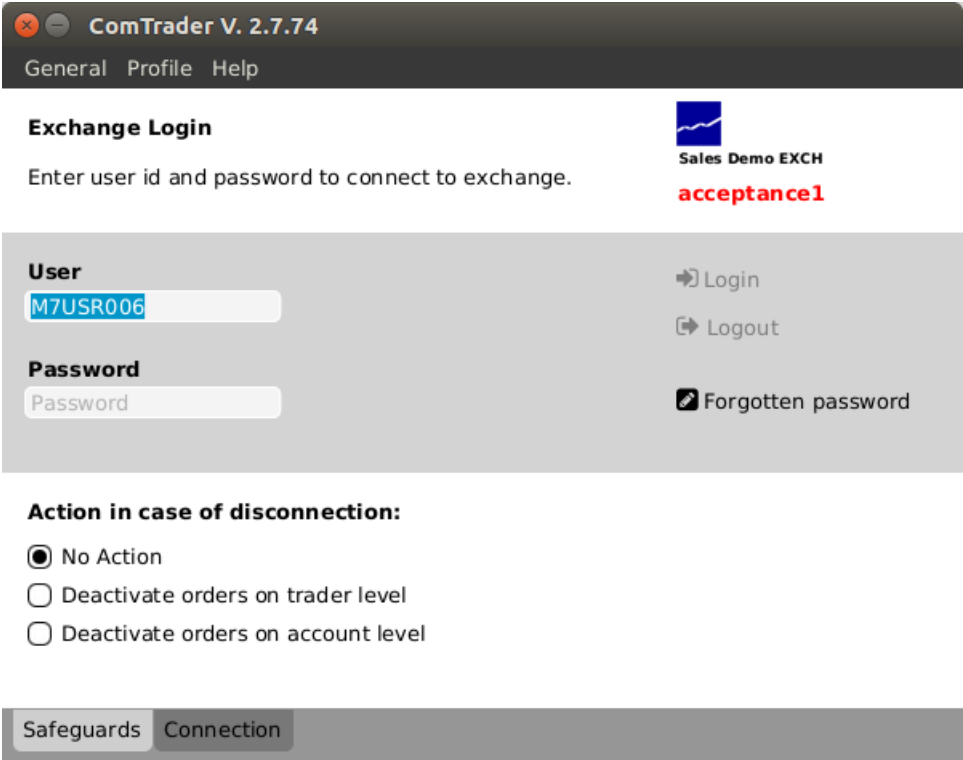 ComTrader V. 2.7.74
General Profile Help
Exchange Login
Enter user id and password to connect to exchange.
Sales Demo EXCH
acceptance1
User
M7USR006
Login
Logout
Password
Password
Forgotten password
Action in case of disconnection:
No Action
Deactivate orders on trader level
Deactivate orders on account level
Safeguards Connection